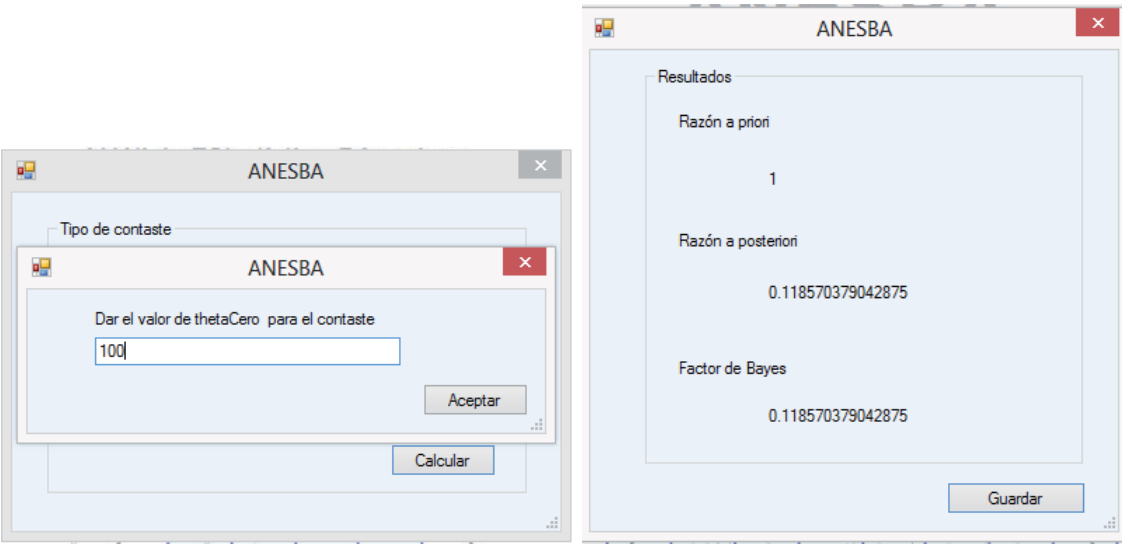 ANESBA
Tipo de contaste
ANESBA
Dar el valor de thetaCero para el contaste
100
Aceptar
Calcular
ANESBA
Resultados
Razón a priori
1
Razón a posteriori
0.118570379042875
Factor de Bayes
0.118570379042875
Guardar